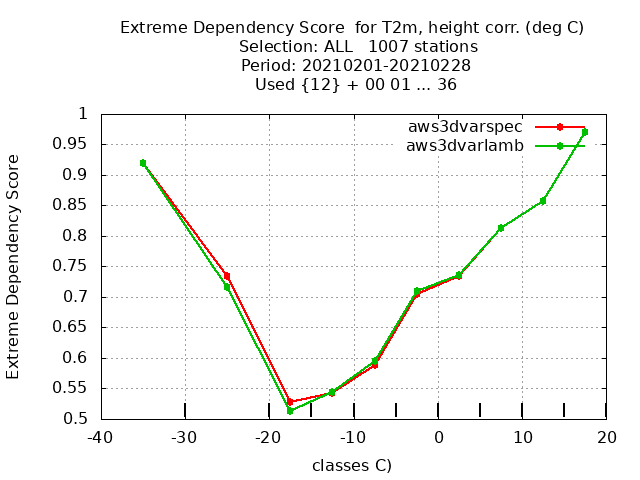 Extreme Dependency Score for T2m, height corr. (deg C)
Selection: ALL 1007 stations
Period: 20210201-20210228
Used {12} + 00 01 ... 36
aws3dvarspec
aws3dvarlamb
Extreme Dependency Score
1
0.95
0.9
0.85
0.8
0.75
0.7
0.65
0.6
0.55
0.5
-40 -30 -20 -10 0 10 20
classes C)